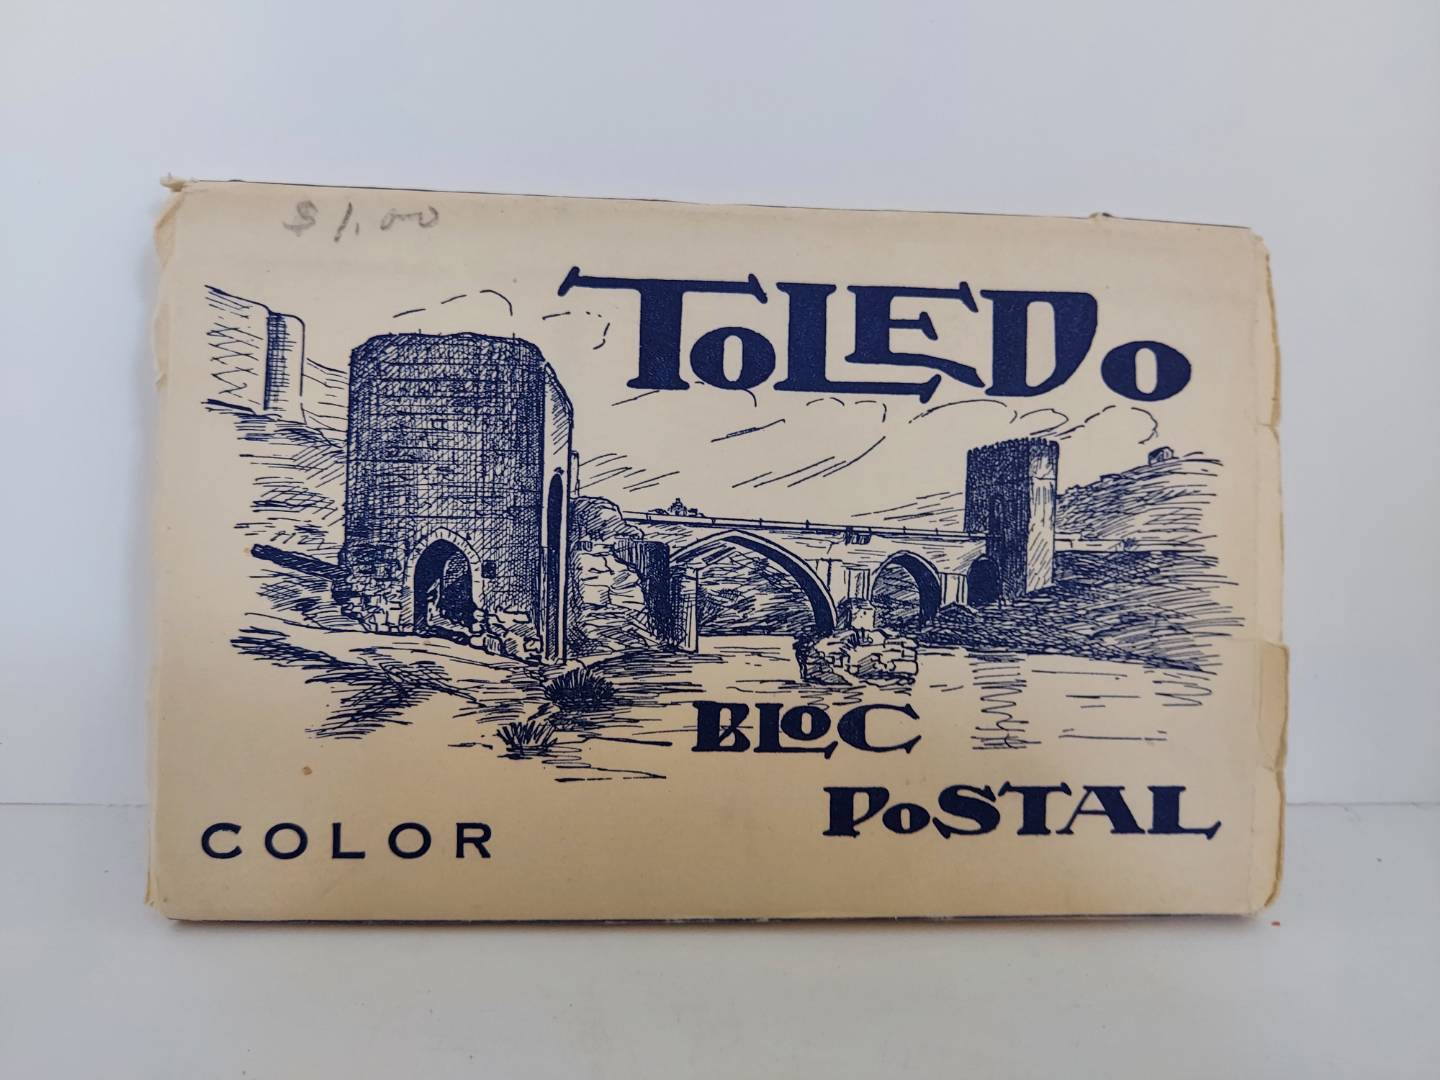 $ 1.00
TOLEDO
BLOC
POSTAL
COLOR